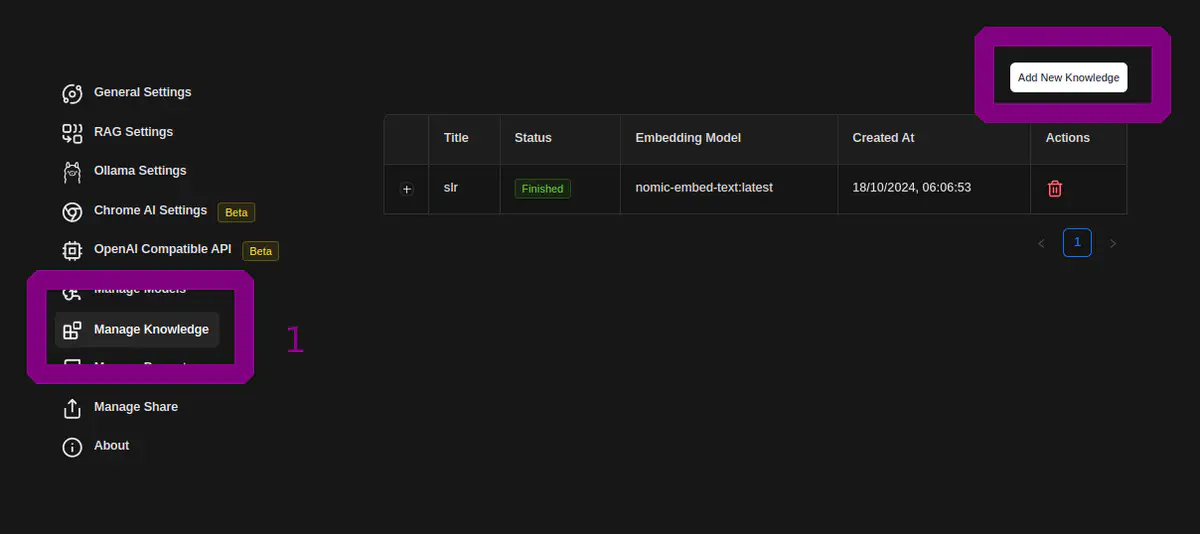 Add New Knowledge
General Settings
RAG Settings
Ollama Settings
Chrome AI Settings Beta
OpenAI Compatible API Beta
Manage Models
Manage Knowledge
1
Manage Share
About
Title Status Embedding Model Created At Actions
slr Finished nomic-embed-text:latest 18/10/2024, 06:06:53
1